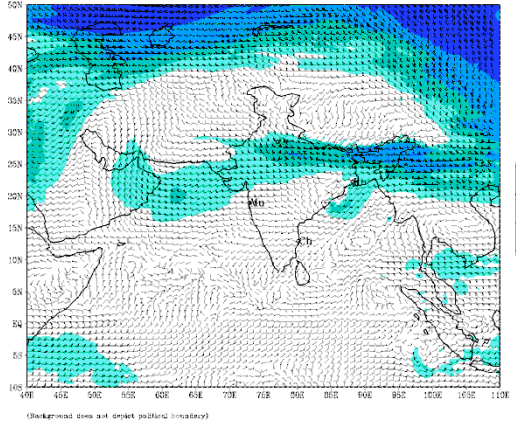 50N
45N
40N
35N
30N
25N
20N
15N
10N
5N
EQ
5S
10S
40E 45E 50E 55E 60E 65E 70E 75E 80E 85E 90E 95E 100E 105E 110E
Mu
Ch
(Background does not depict political boundary)